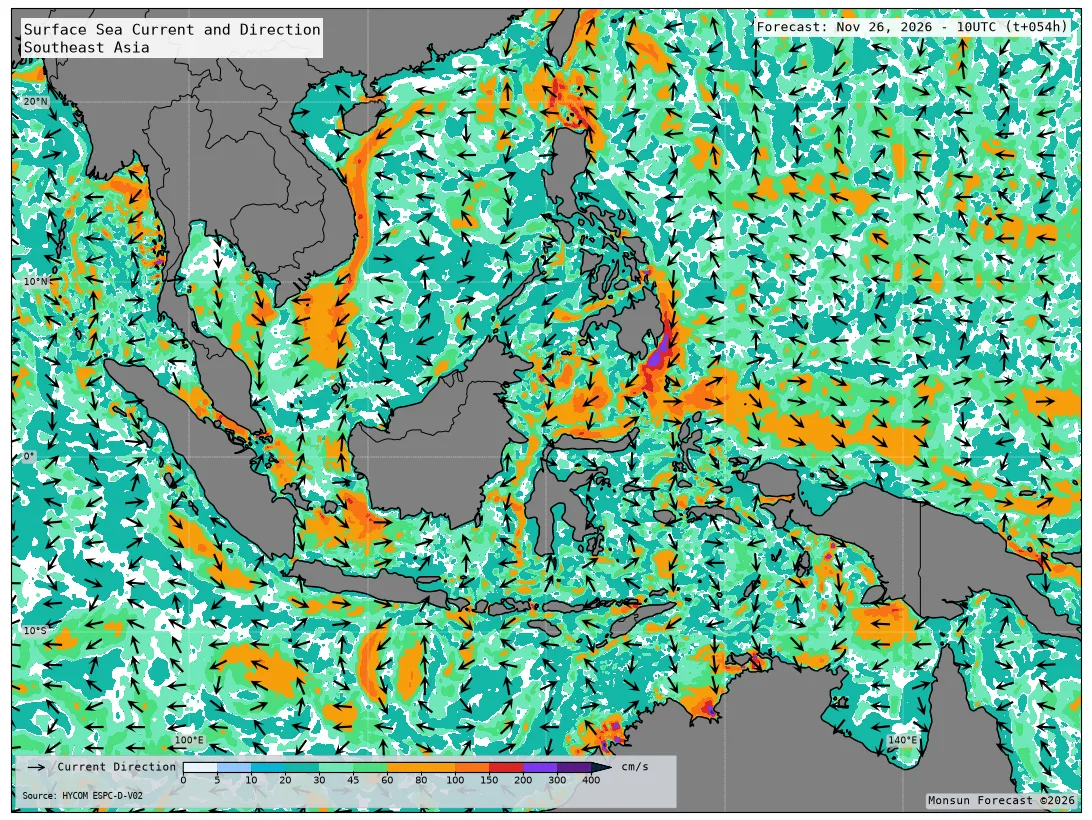 Surface Sea Current and Direction
Southeast Asia
Forecast: Nov 26, 2026 - 10UTC (t+054h)
20°N
10°N
0°
10°S
100°E
140°E
Current Direction
0 5 10 20 30 45 60 80 100 150 200 300 400
cm/s
Source: HYCOM ESPC-D-V02
Monsun Forecast ©2026